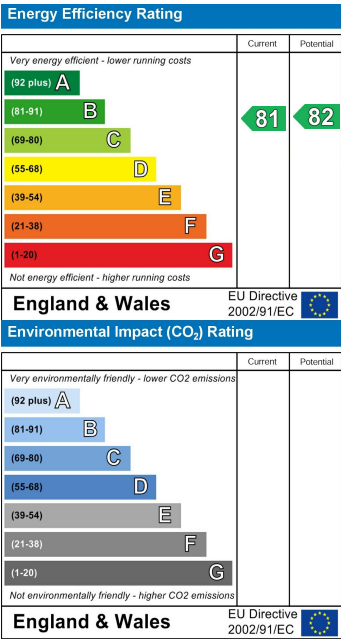 Energy Efficiency Rating
Current Potential
Very energy efficient - lower running costs
(92 plus) A
(81-91) B
81 82
(69-80) C
(55-68) D
(39-54) E
(21-38) F
(1-20) G
Not energy efficient - higher running costs
England & Wales
EU Directive
2002/91/EC
Environmental Impact (CO₂) Rating
Current Potential
Very environmentally friendly - lower CO2 emissions
(92 plus) A
(81-91) B
(69-80) C
(55-68) D
(39-54) E
(21-38) F
(1-20) G
Not environmentally friendly - higher CO2 emissions
England & Wales
EU Directive
2002/91/EC